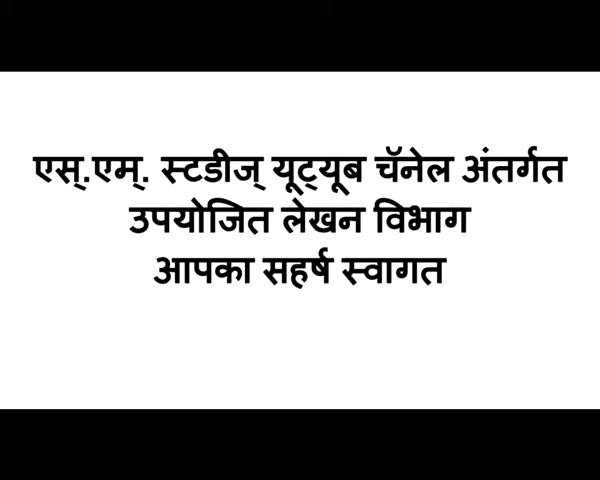 एस्.एम्. स्टडीज् यूट्यूब चॅनेल अंतर्गत
उपयोजित लेखन विभाग
आपका सहर्ष स्वागत